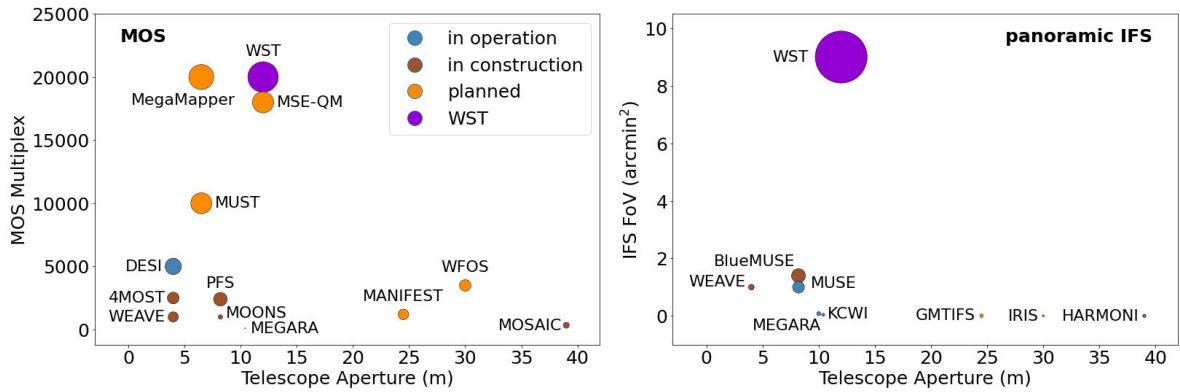 MOS
in operation
in construction
planned
WST
WST
MegaMapper
MSE-QM
MUST
DESI
PFS
4MOST
WEAVE
MOONS
MEGARA
MANIFEST
WFOS
MOSAIC
25000
20000
15000
10000
5000
0
MOS Multiplex
0 5 10 15 20 25 30 35 40
Telescope Aperture (m)
panoramic IFS
WST
BlueMUSE
WEAVE
MUSE
MEGARA
KCWI
GMTIFS
IRIS
HARMONI
10
8
6
4
2
0
IFS FoV (arcmin²)
0 5 10 15 20 25 30 35 40
Telescope Aperture (m)